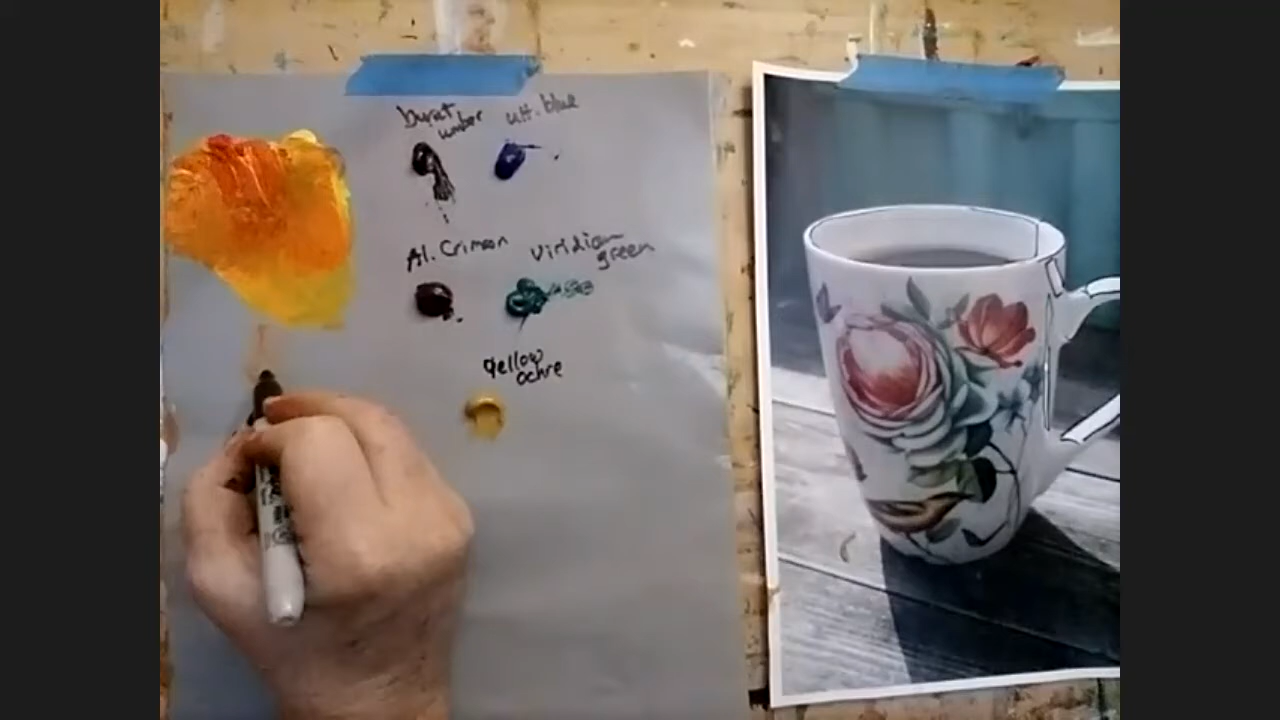 burnt
umber
ult. blue
Al. Crimson
viridian
green
yellow
ochre